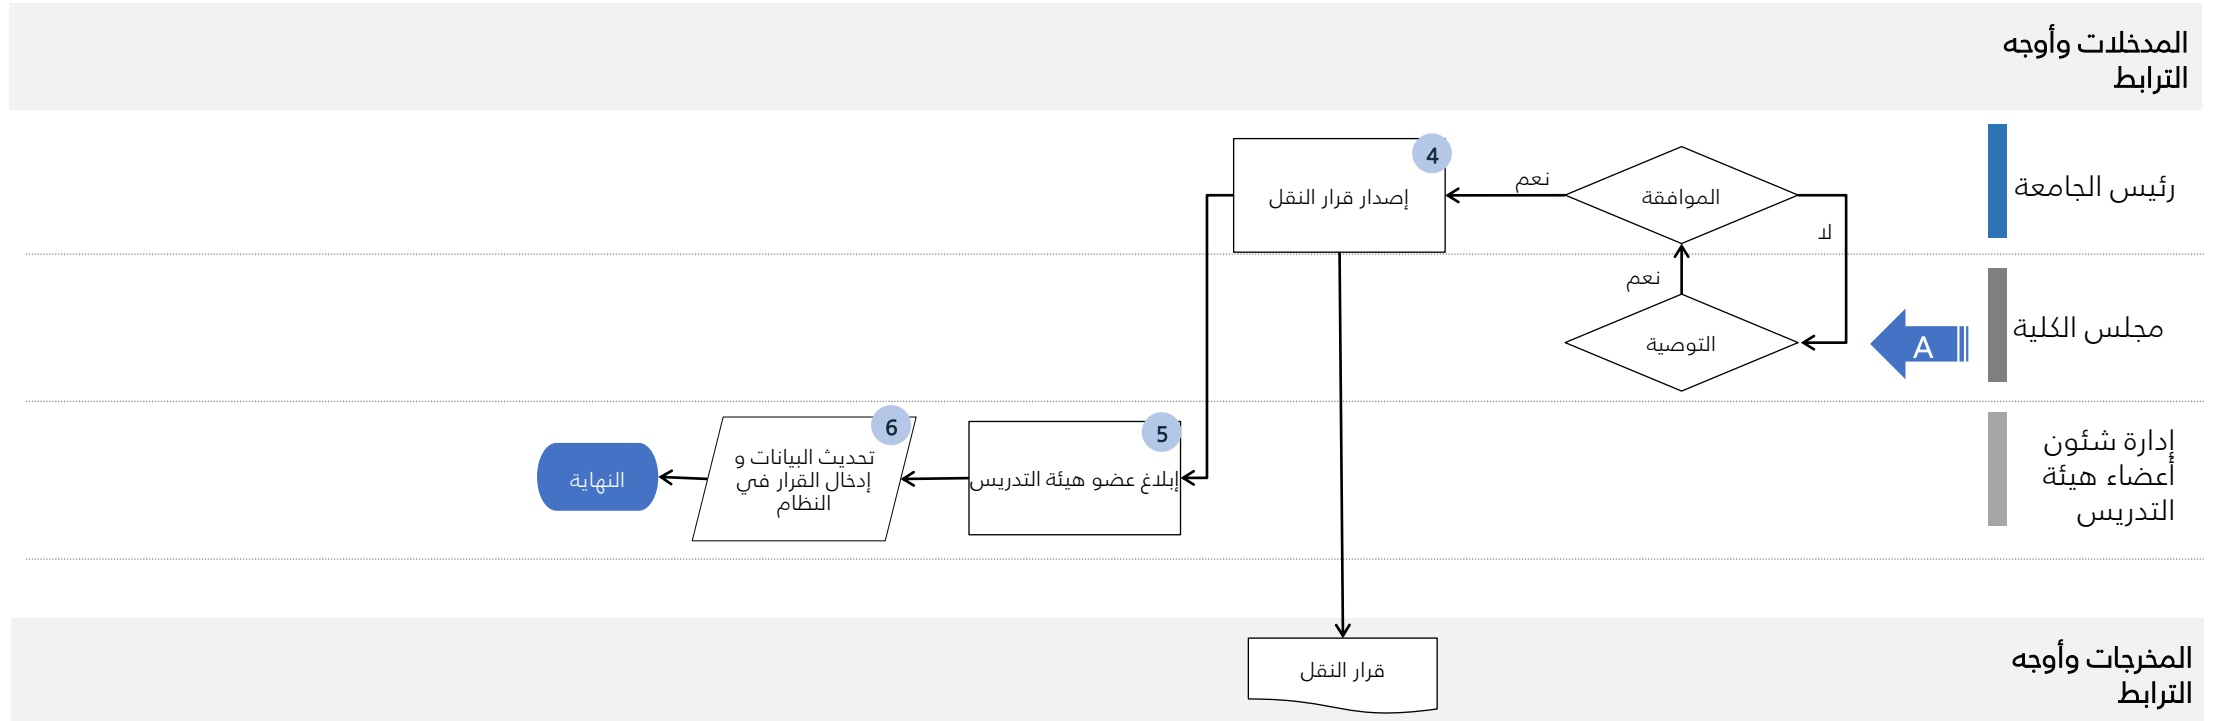 المدخلات وأوجه
الترابط
رئيس الجامعة
الموافقة
نعم
لا
4
إصدار قرار النقل
مجلس الكلية
A
التوصية
نعم
إدارة شئون
أعضاء هيئة
التدريس
5
إبلاغ عضو هيئة التدريس
6
تحديث البيانات و
إدخال القرار في
النظام
النهاية
المخرجات وأوجه
الترابط
قرار النقل